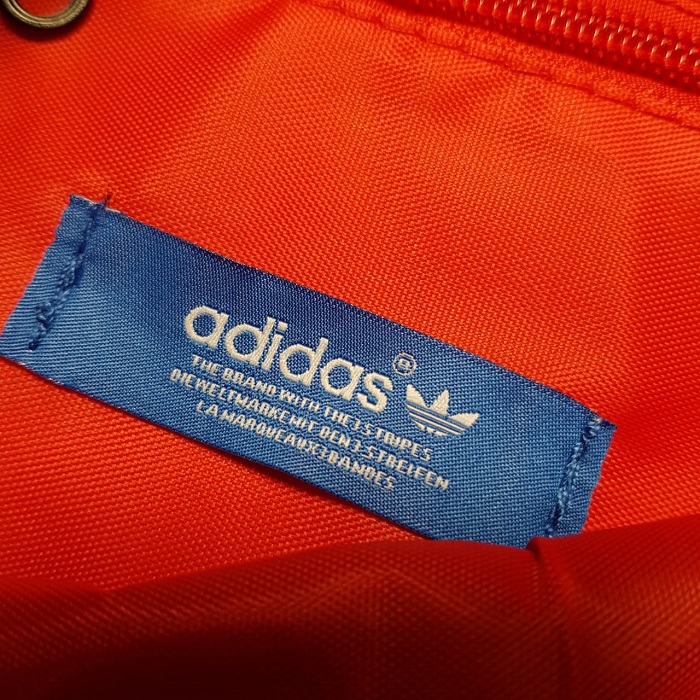 adidas®
THE BRAND WITH THE 3 STRIPES
DIE WELTMARKE MIT DEN 3 STREIFEN
LA MARQUE AUX 3 BANDES